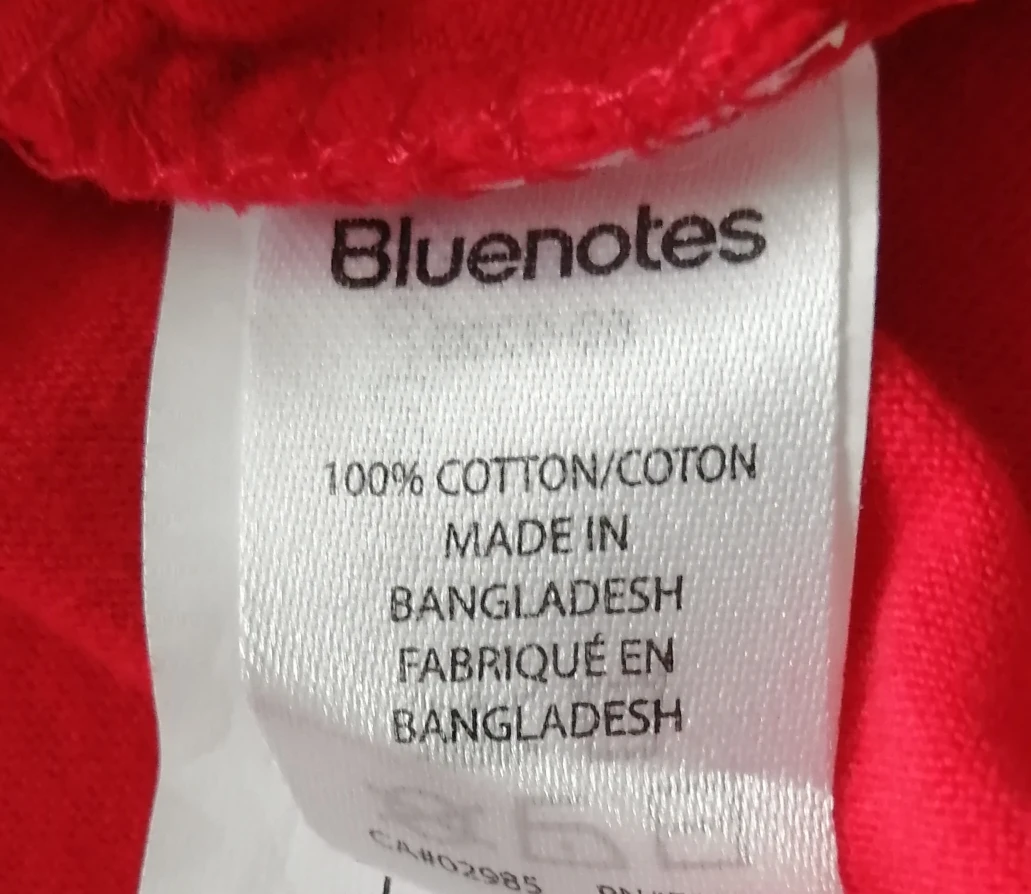 Bluenotes
100% COTTON/COTON
MADE IN
BANGLADESH
FABRIQUÉ EN
BANGLADESH
CA#02985